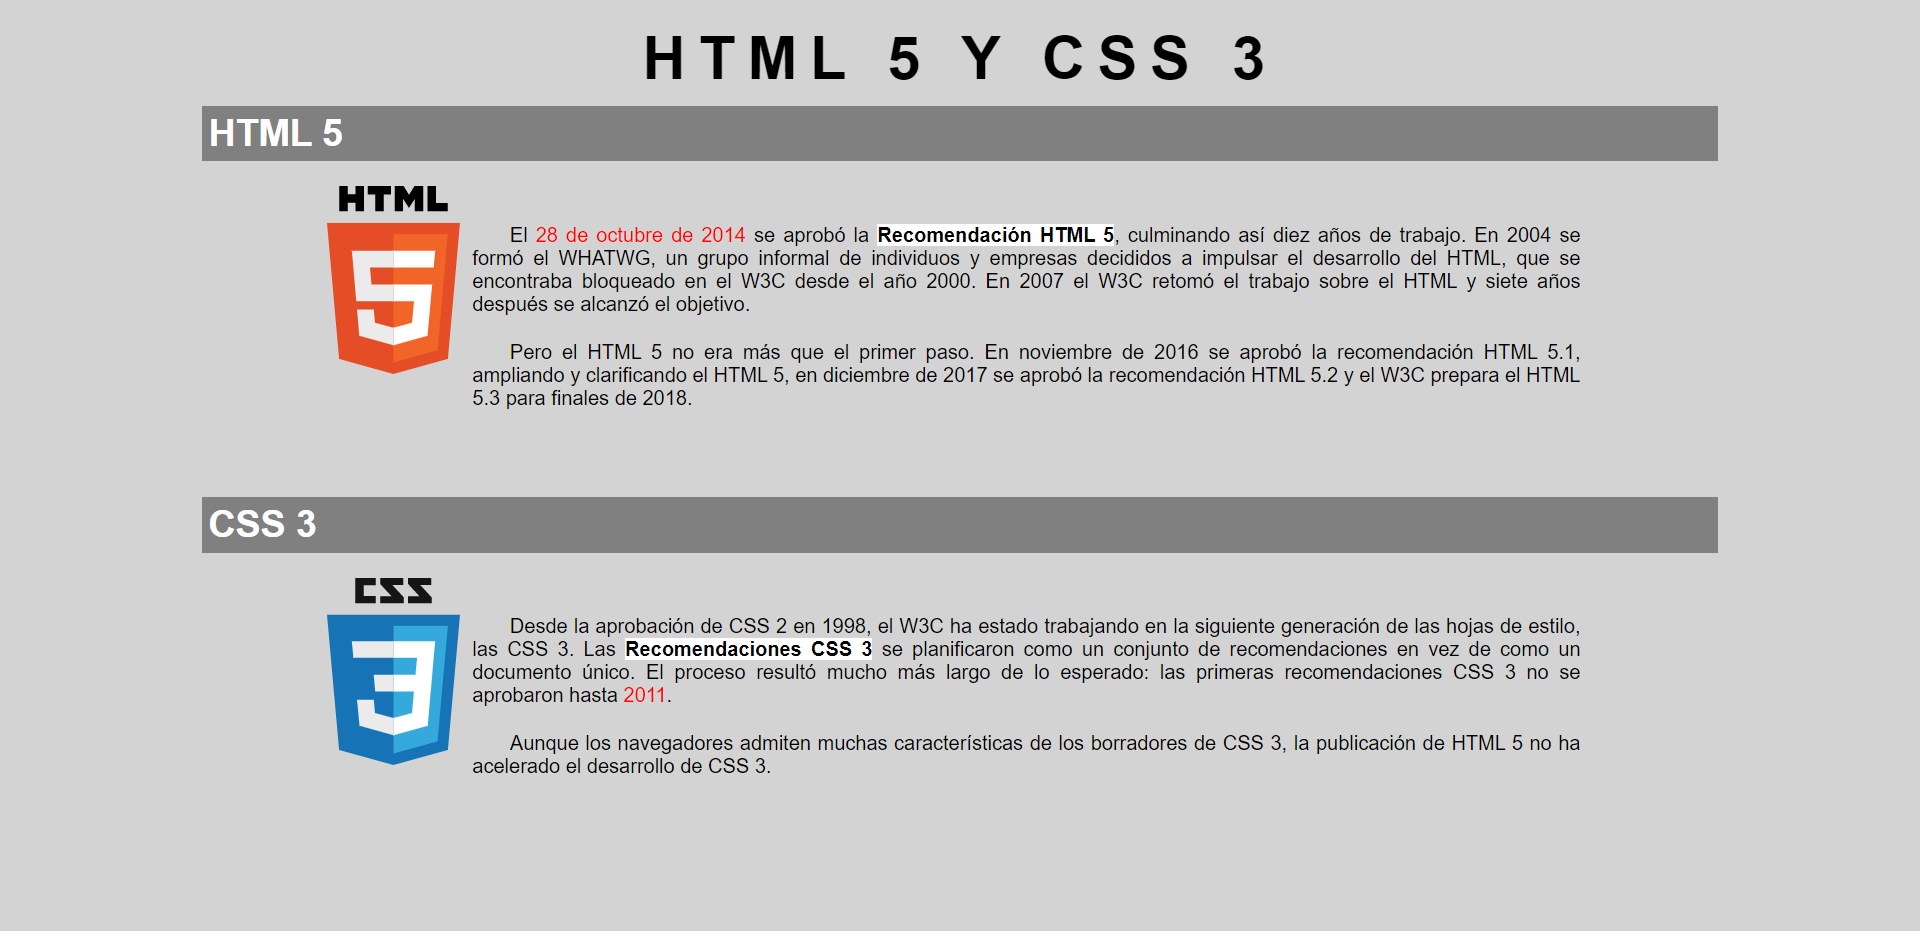 HTML 5 Y CSS 3
HTML 5
HTML
5
El 28 de octubre de 2014 se aprobó la Recomendación HTML 5, culminando así diez años de trabajo. En 2004 se
formó el WHATWG, un grupo informal de individuos y empresas decididos a impulsar el desarrollo del HTML, que se
encontraba bloqueado en el W3C desde el año 2000. En 2007 el W3C retomó el trabajo sobre el HTML y siete años
después se alcanzó el objetivo.
Pero el HTML 5 no era más que el primer paso. En noviembre de 2016 se aprobó la recomendación HTML 5.1,
ampliando y clarificando el HTML 5, en diciembre de 2017 se aprobó la recomendación HTML 5.2 y el W3C prepara el HTML
5.3 para finales de 2018.
CSS 3
CSS
3
Desde la aprobación de CSS 2 en 1998, el W3C ha estado trabajando en la siguiente generación de las hojas de estilo,
las CSS 3. Las Recomendaciones CSS 3 se planificaron como un conjunto de recomendaciones en vez de como un
documento único. El proceso resultó mucho más largo de lo esperado: las primeras recomendaciones CSS 3 no se
aprobaron hasta 2011.
Aunque los navegadores admiten muchas características de los borradores de CSS 3, la publicación de HTML 5 no ha
acelerado el desarrollo de CSS 3.